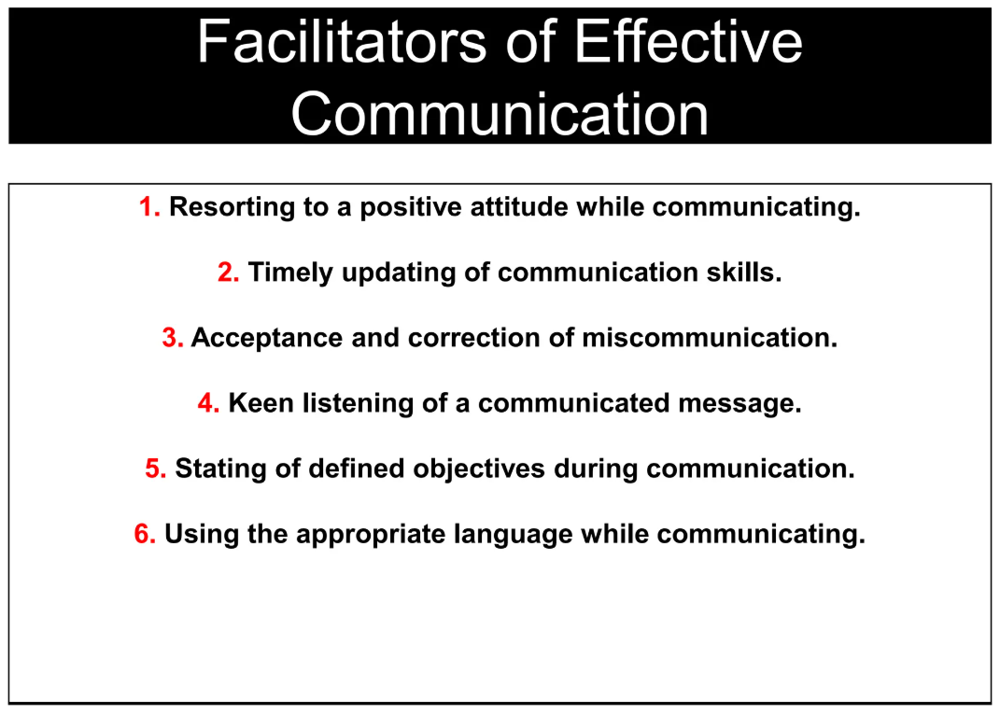 Facilitators of Effective
Communication
1. Resorting to a positive attitude while communicating.
2. Timely updating of communication skills.
3. Acceptance and correction of miscommunication.
4. Keen listening of a communicated message.
5. Stating of defined objectives during communication.
6. Using the appropriate language while communicating.